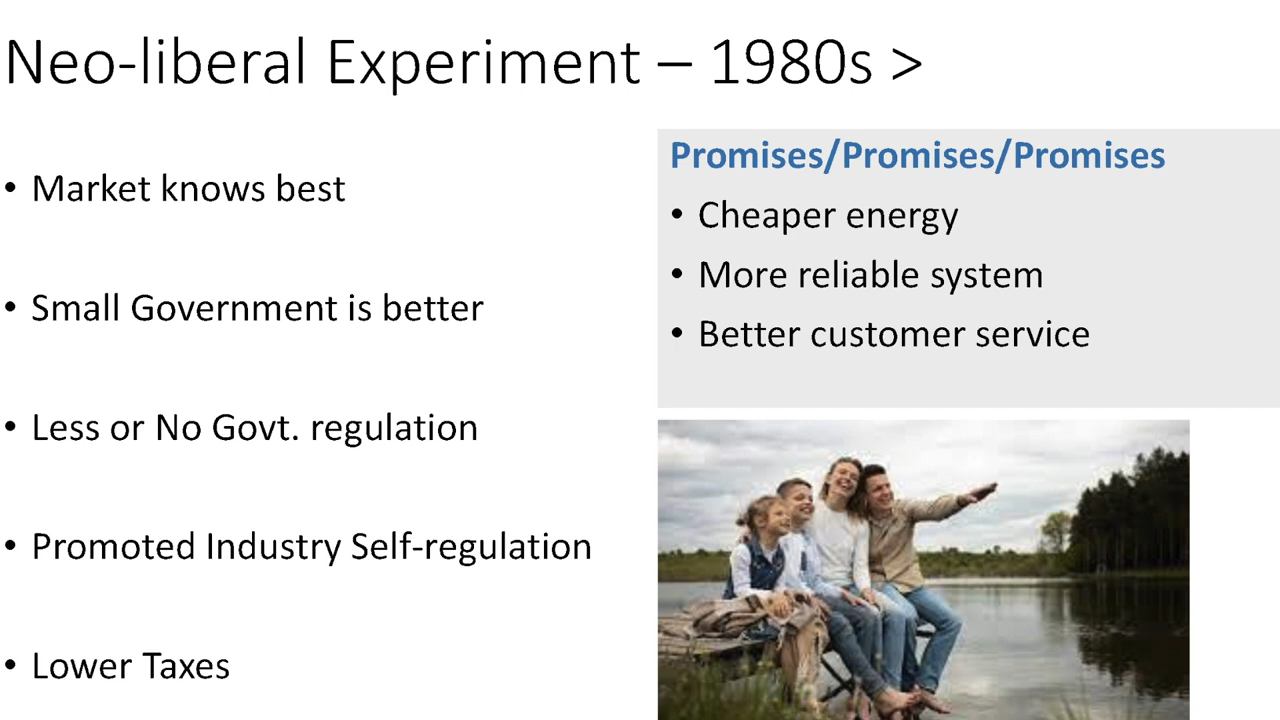 Neo-liberal Experiment – 1980s >
• Market knows best
• Small Government is better
• Less or No Govt. regulation
• Promoted Industry Self-regulation
• Lower Taxes
Promises/Promises/Promises
• Cheaper energy
• More reliable system
• Better customer service